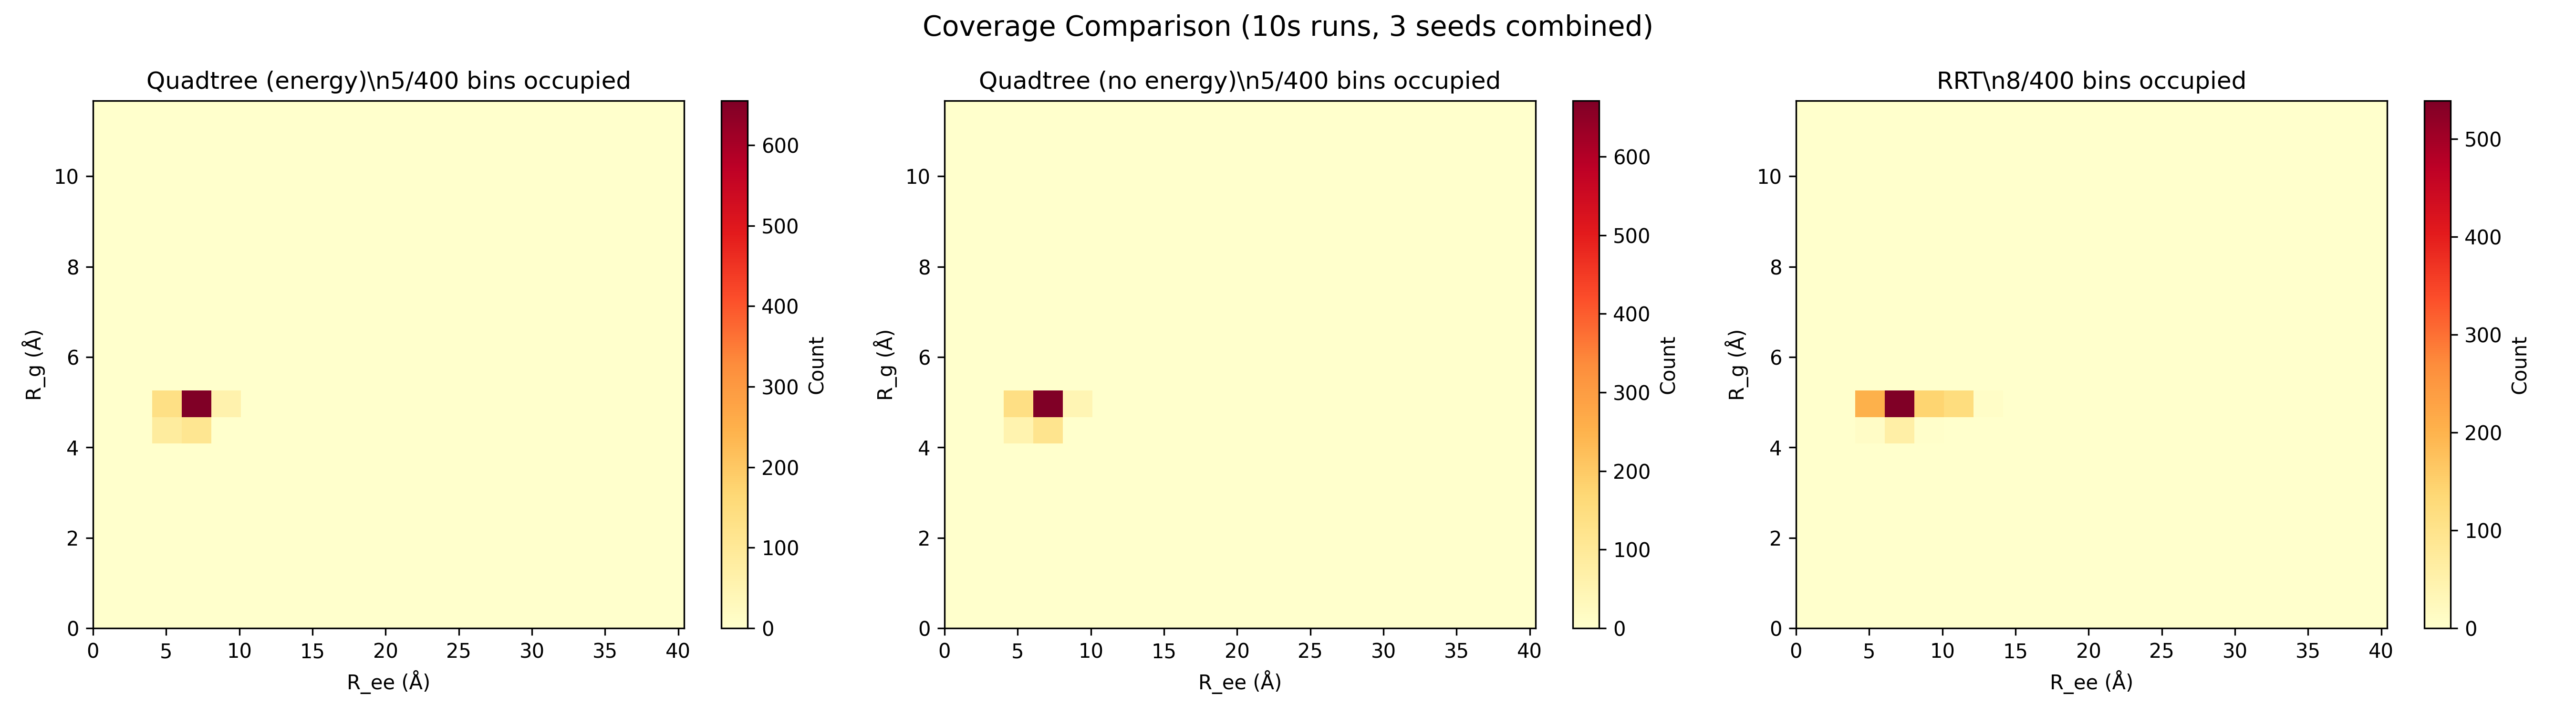 Coverage Comparison (10s runs, 3 seeds combined)
Quadtree (energy)\n5/400 bins occupied
R_g (Å)
10
8
6
4
2
0
0 5 10 15 20 25 30 35 40
R_ee (Å)
600
500
400
300
200
100
0
Count
Quadtree (no energy)\n5/400 bins occupied
R_g (Å)
10
8
6
4
2
0
0 5 10 15 20 25 30 35 40
R_ee (Å)
600
500
400
300
200
100
0
Count
RRT\n8/400 bins occupied
R_g (Å)
10
8
6
4
2
0
0 5 10 15 20 25 30 35 40
R_ee (Å)
500
400
300
200
100
0
Count